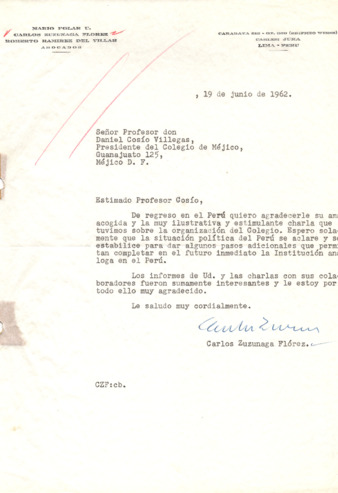 MARIO POLAR U.
CARLOS ZUZUNAGA FLOREZ
ROBERTO RAMIREZ DEL VILLAR
ABOGADOS
CARABAYA
LIMA - PERU
, 19 de junio de 1962.
Señor Profesor don
Daniel Cosío Villegas,
Presidente del Colegio de Méjico,
Guanajuato 125,
Méjico D. F.
Estimado Profesor Cosío,
De regreso en el Perú quiero agradecerle su am
acogida y la muy ilustrativa y estimulante charla que
tuvimos sobre la organización del Colegio. Espero sola
mente que la situación política del Perú se aclare y se
estabilice para dar algunos pasos adicionales que permi
tan completar en el futuro inmediato la Institución aná
loga en el Perú.
Los informes de Ud. y las charlas con sus cola
boradores fueron sumamente interesantes y le estoy por
todo ello muy agradecido.
Le saludo muy cordialmente.
Carlos Zuzunaga Flórez.
CZF:cb.